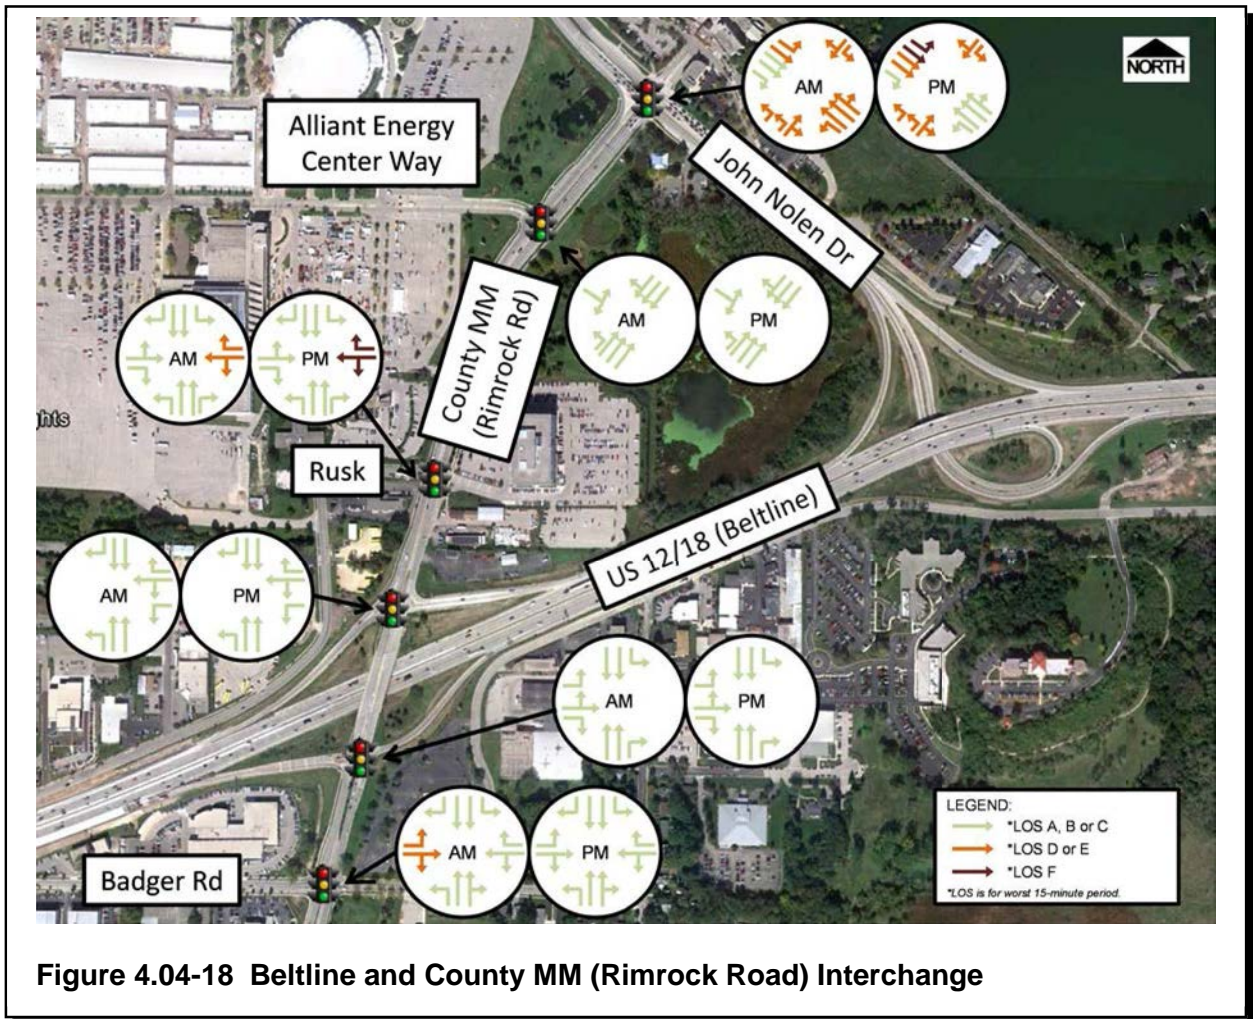 NORTH
AM
PM
Alliant Energy
Center Way
John Nolen Dr
AM
PM
County MM
(Rimrock Rd)
AM
PM
hts
Rusk
US 12/18 (Beltline)
AM
PM
AM
PM
LEGEND:
*LOS A, B or C
*LOS D or E
*LOS F
*LOS is for worst 15-minute period.
AM
PM
Badger Rd
Figure 4.04-18 Beltline and County MM (Rimrock Road) Interchange